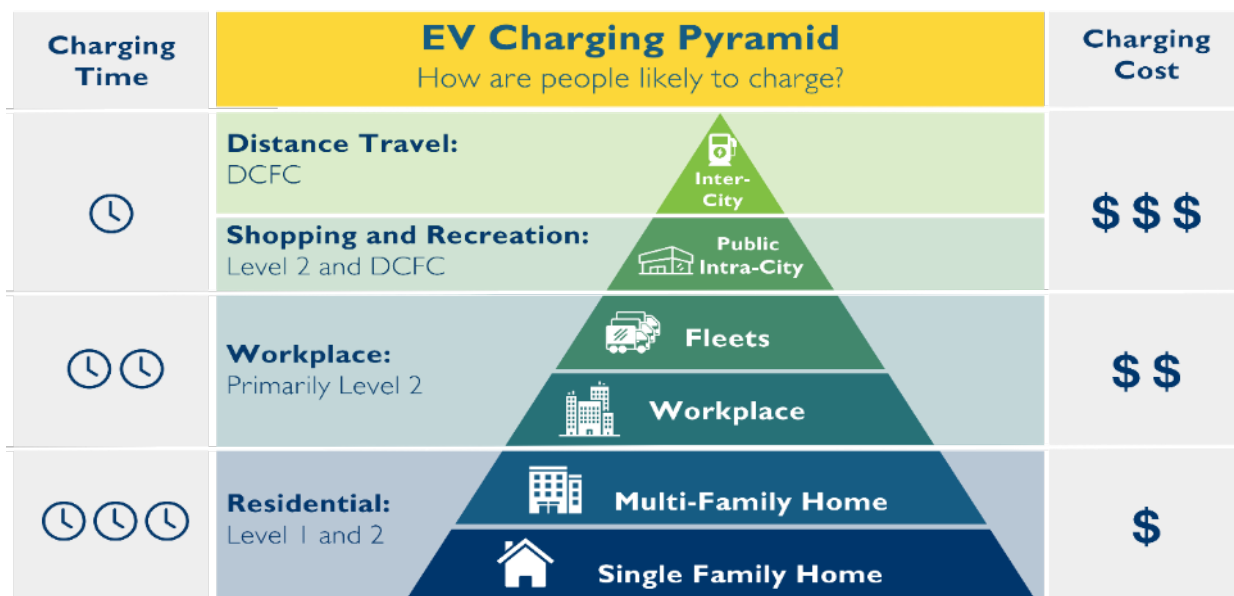 Charging
Time
EV Charging Pyramid
How are people likely to charge?
Charging
Cost
Distance Travel:
DCFC
Inter-
City
$ $ $
Shopping and Recreation:
Level 2 and DCFC
Public
Intra-City
Workplace:
Primarily Level 2
Fleets
Workplace
$ $
Residential:
Level 1 and 2
Multi-Family Home
Single Family Home
$